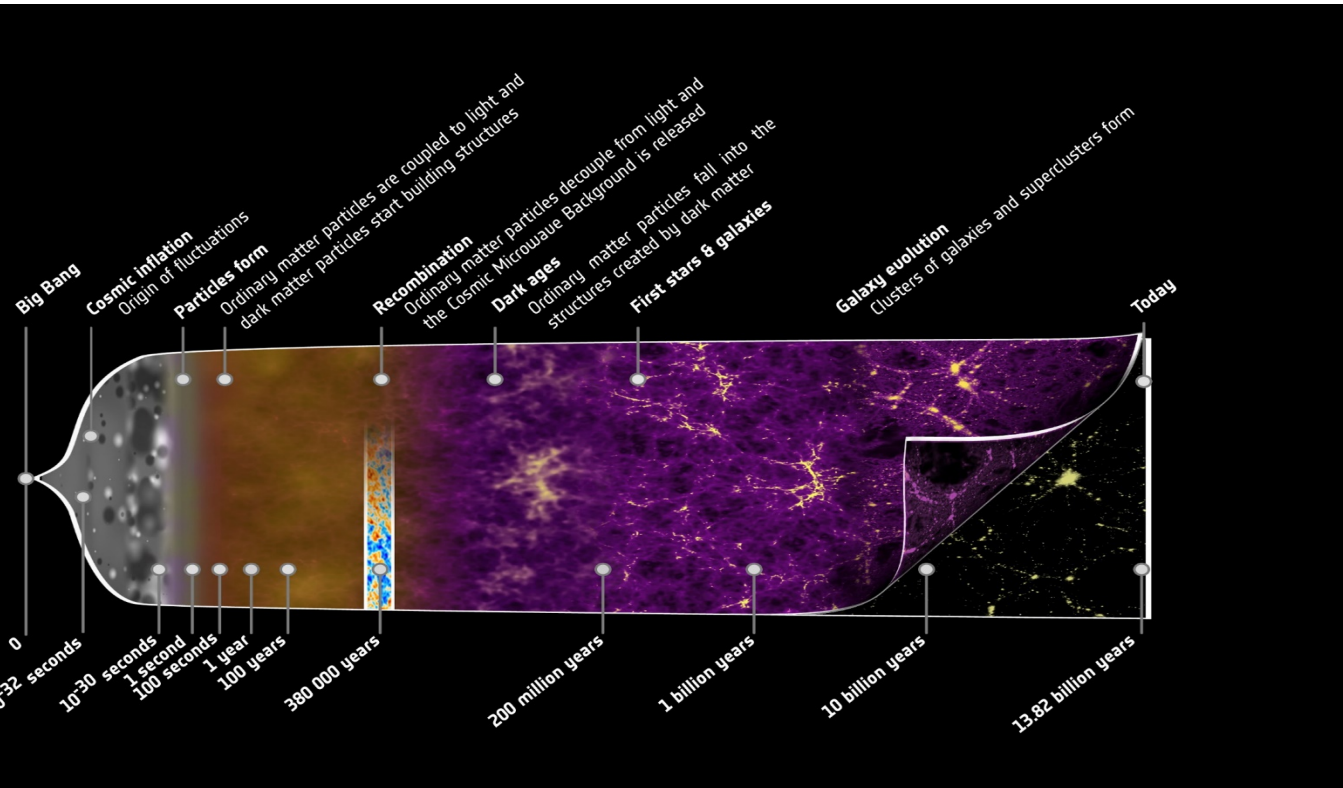 Big Bang
Cosmic inflation
Origin of fluctuations
Particles form
Ordinary matter particles are coupled to light and
dark matter particles start building structures
Recombination
Ordinary matter particles decouple from light and
the Cosmic Microwave Background is released
Dark ages
Ordinary matter particles fall into the
structures created by dark matter
First stars & galaxies
Galaxy evolution
Clusters of galaxies and superclusters form
Today
0
-32 seconds
10-30 seconds
1 second
100 seconds
1 year
100 years
380 000 years
200 million years
1 billion years
10 billion years
13.82 billion years